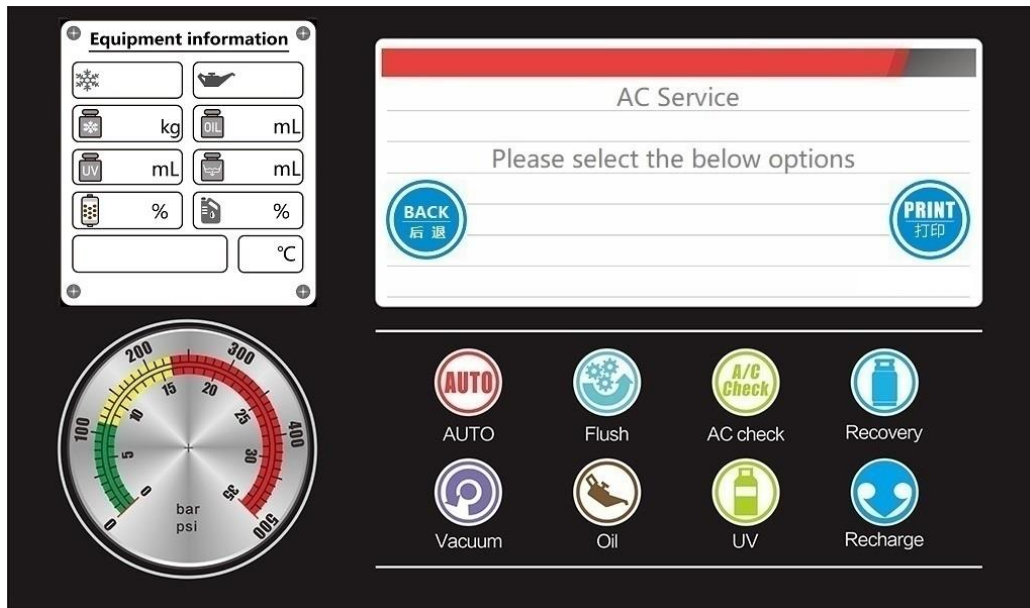 Equipment information
kg
OIL
mL
UV
mL
mL
%
%
℃
AC Service
Please select the below options
BACK
后 退
PRINT
打印
0
100
200
300
400
500
0
5
10
15
20
25
30
35
bar
psi
AUTO
A/C
Check
AUTO
Flush
AC check
Recovery
Vacuum
Oil
UV
Recharge